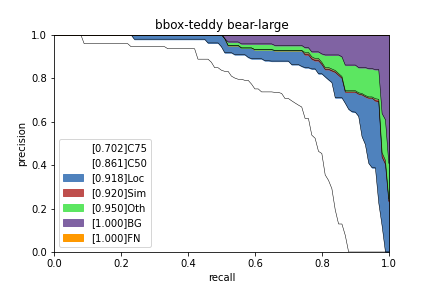 bbox-teddy bear-large
1.0
0.8
0.6
0.4
0.2
0.0
precision
[0.702]C75
[0.861]C50
[0.918]Loc
[0.920]Sim
[0.950]Oth
[1.000]BG
[1.000]FN
0.0 0.2 0.4 0.6 0.8 1.0
recall